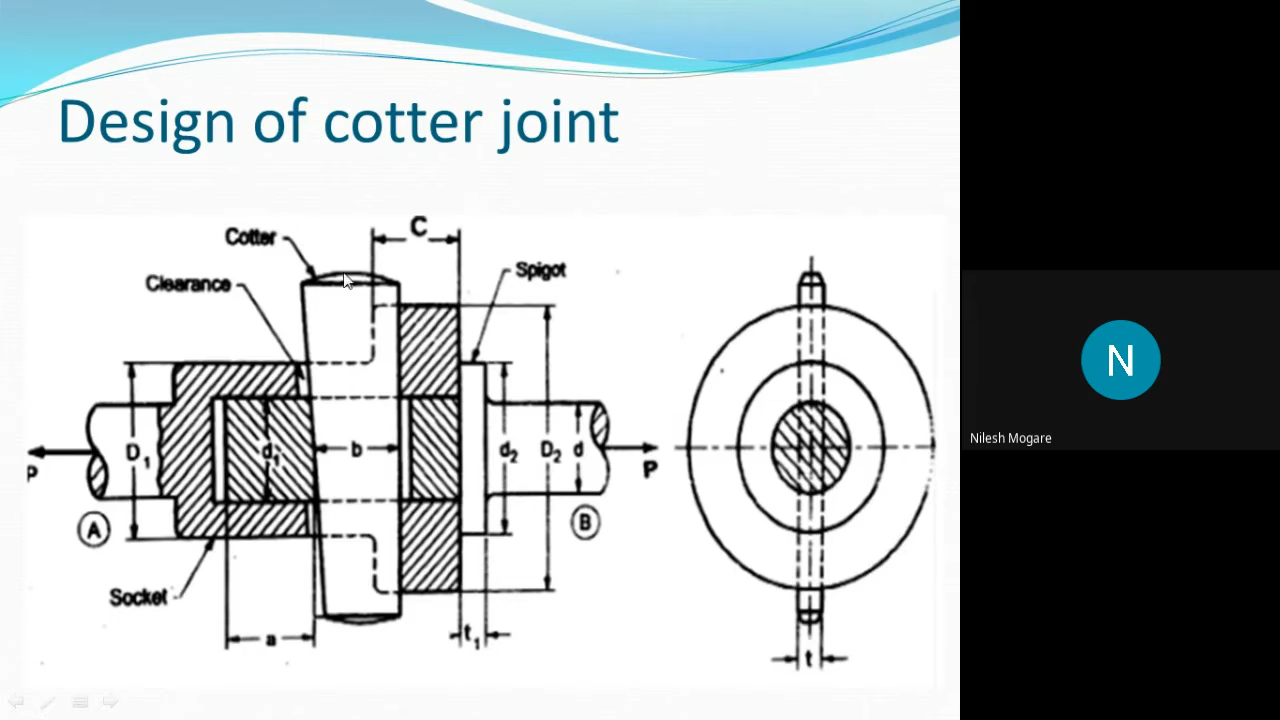 Design of cotter joint
C
Cotter
Spigot
Clearance
D1
d1
b
d2
D2
d
P
P
A
B
Socket
a
t1
t
N
Nilesh Mogare